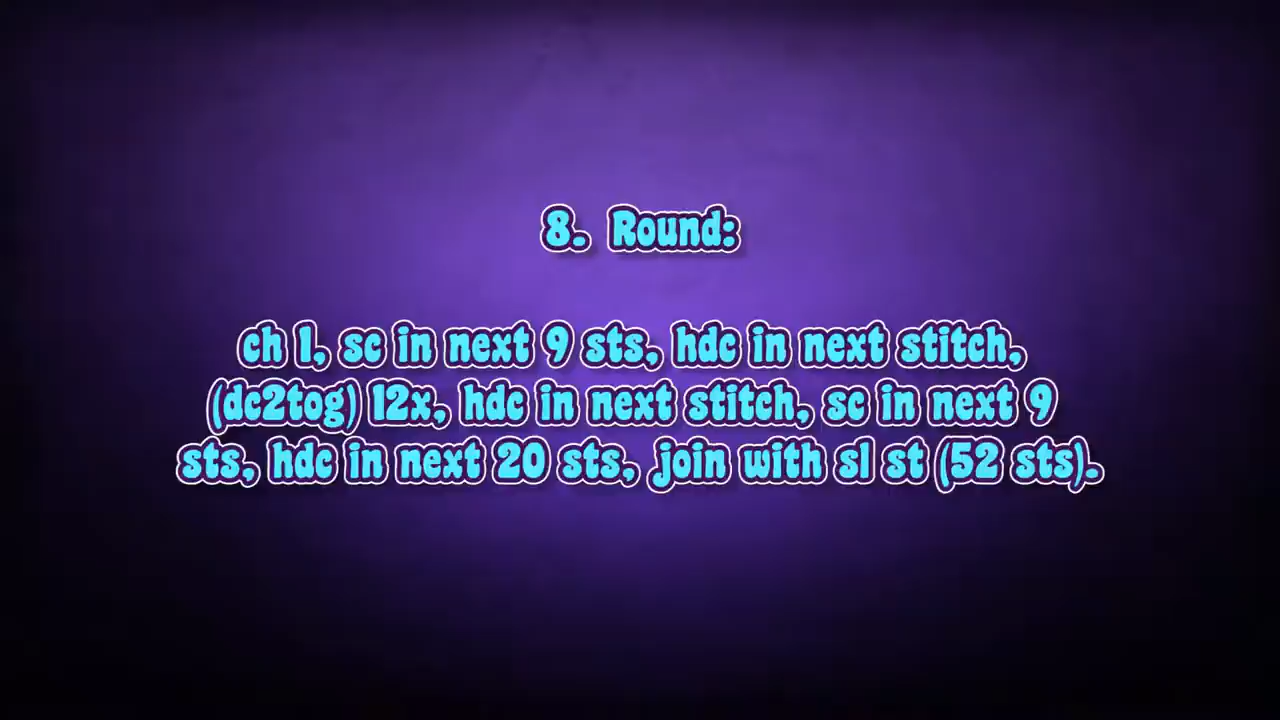 8. Round:
ch 1, sc in next 9 sts, hdc in next stitch,
(dc2tog) 12x, hdc in next stitch, sc in next 9
sts, hdc in next 20 sts, join with sl st (52 sts).